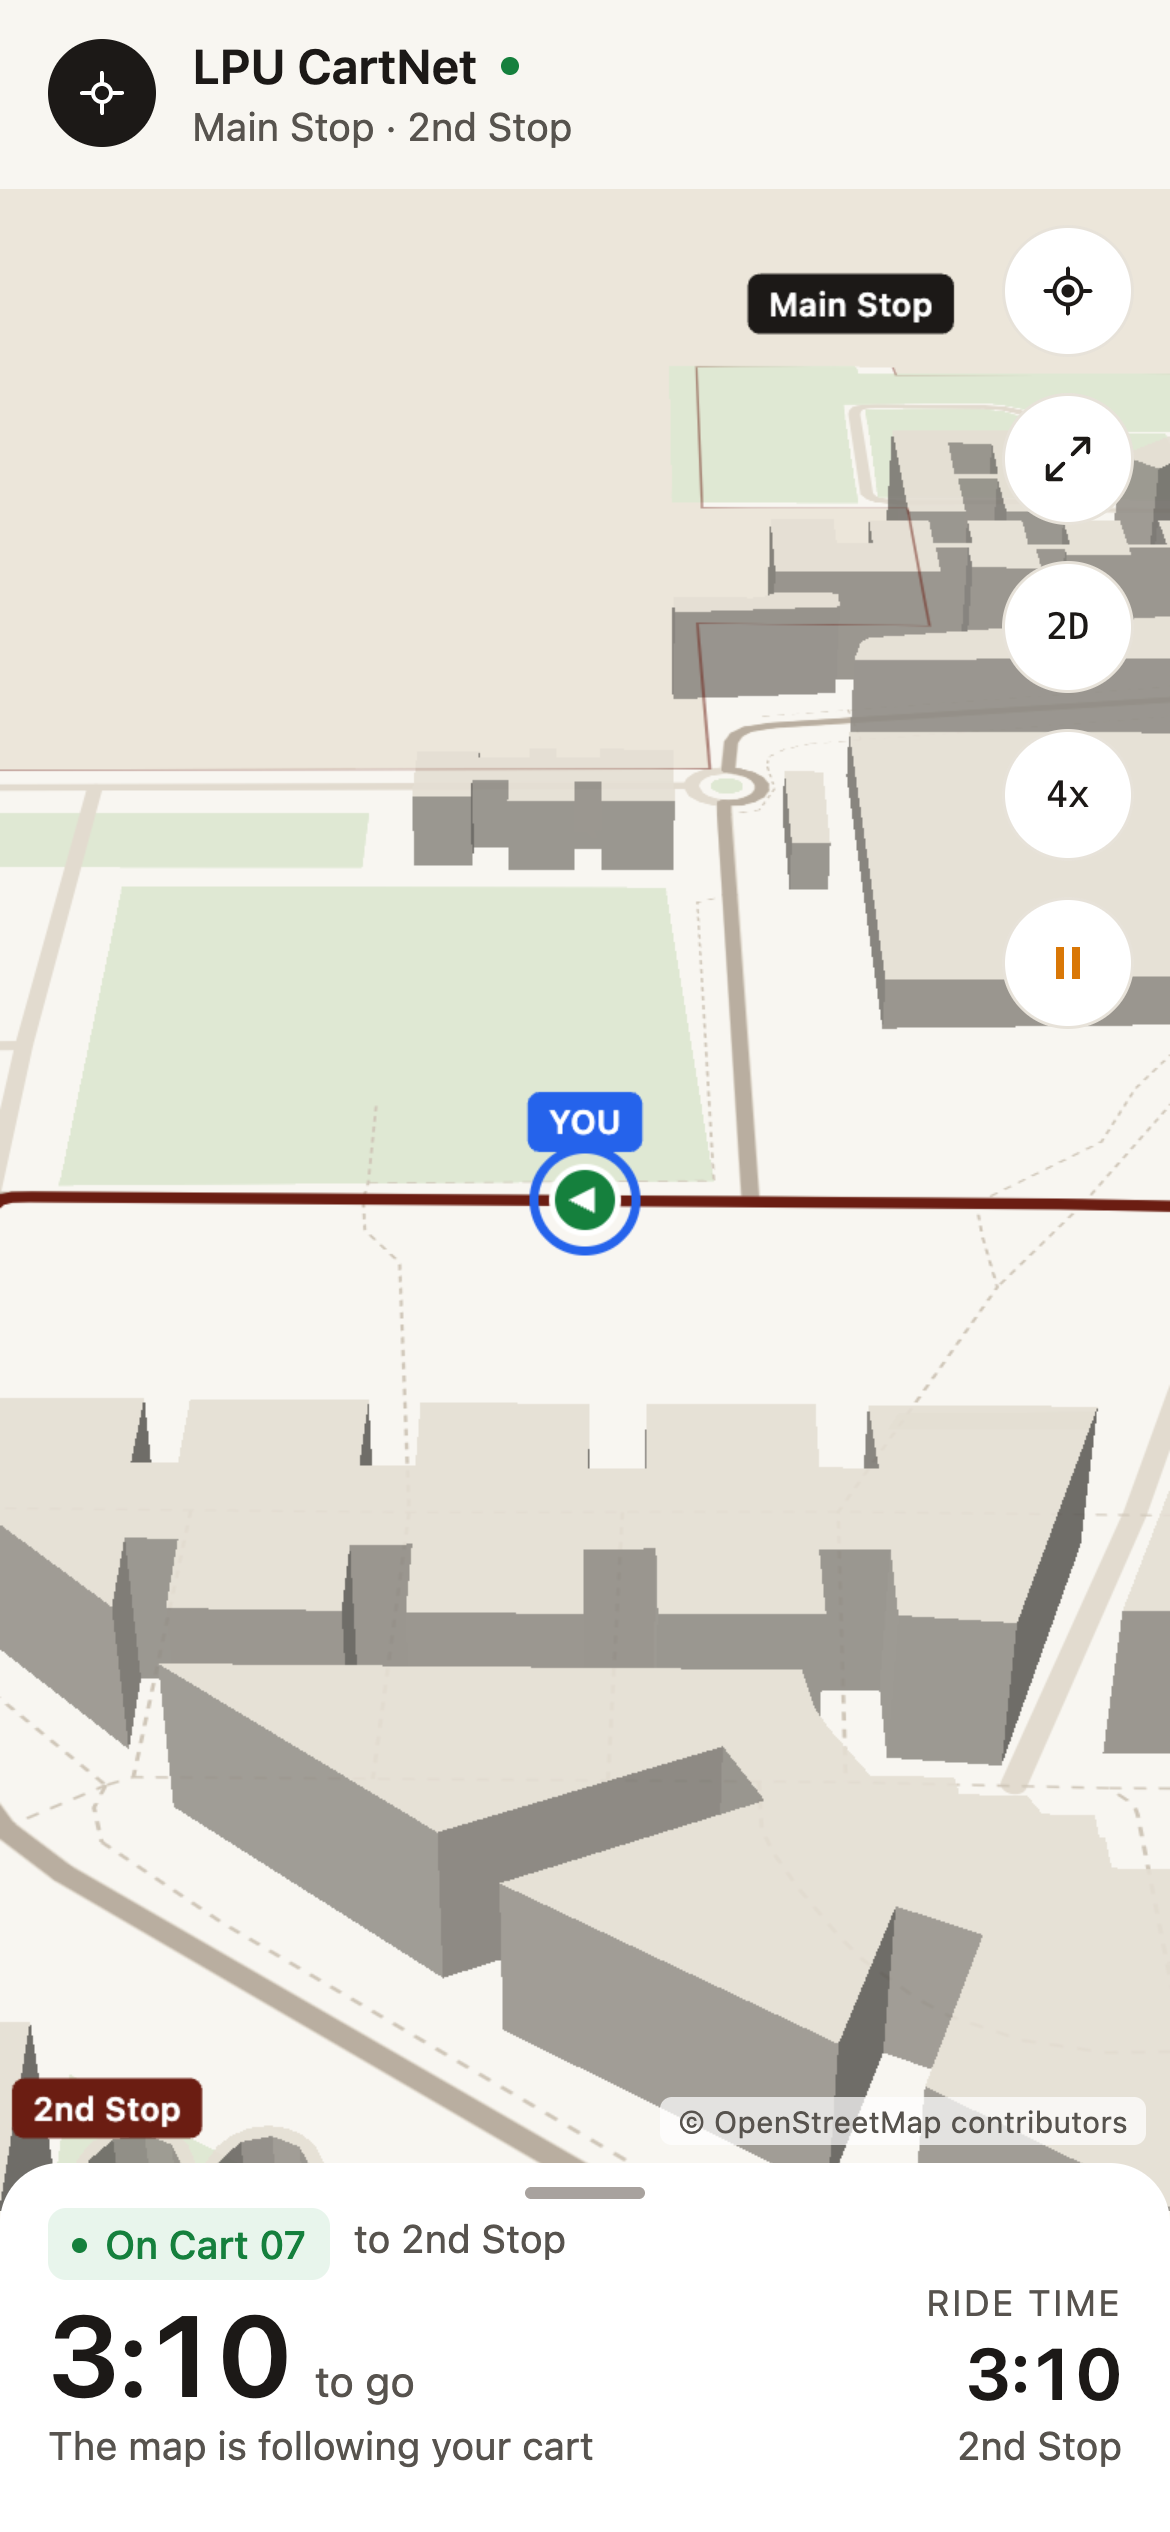 LPU CartNet
Main Stop · 2nd Stop
Main Stop
2D
4x
YOU
2nd Stop
© OpenStreetMap contributors
On Cart 07
to 2nd Stop
3:10 to go
The map is following your cart
RIDE TIME
3:10
2nd Stop